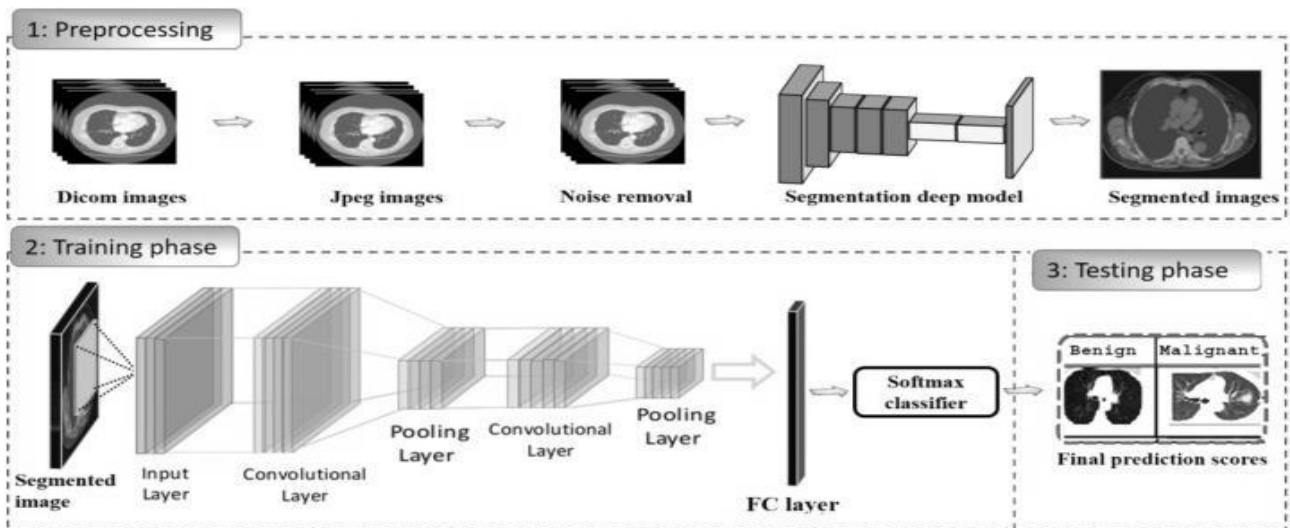 1: Preprocessing
Dicom images
Jpeg images
Noise removal
Segmentation deep model
Segmented images
2: Training phase
Segmented
image
Input
Layer
Convolutional
Layer
Pooling
Layer
Convolutional
Layer
Pooling
Layer
FC layer
Softmax
classifier
3: Testing phase
Benign
Malignant
Final prediction scores